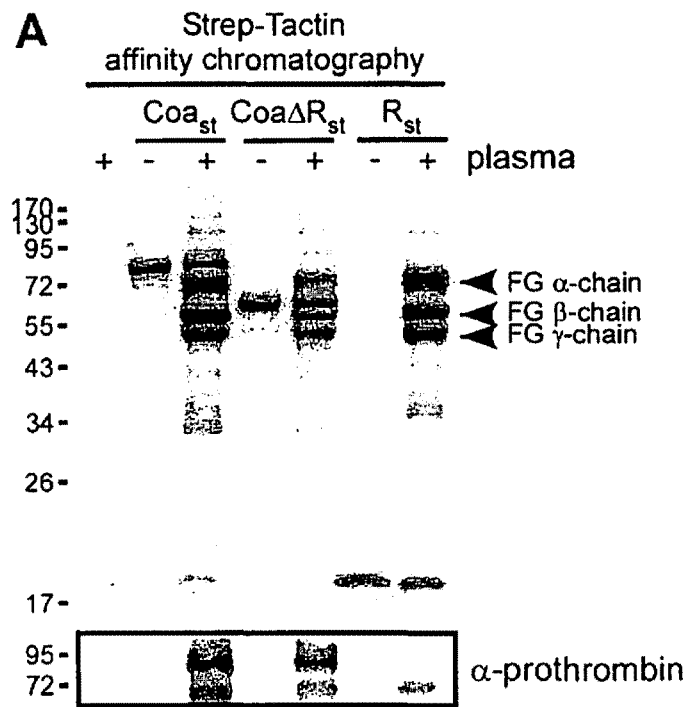 A
Strep-Tactin
affinity chromatography
Coa_st CoaΔR_st R_st
+ - + - + - + plasma
170-
130-
95-
72- FG α-chain
55- FG β-chain
FG γ-chain
43-
34-
26-
17-
95-
α-prothrombin
72-